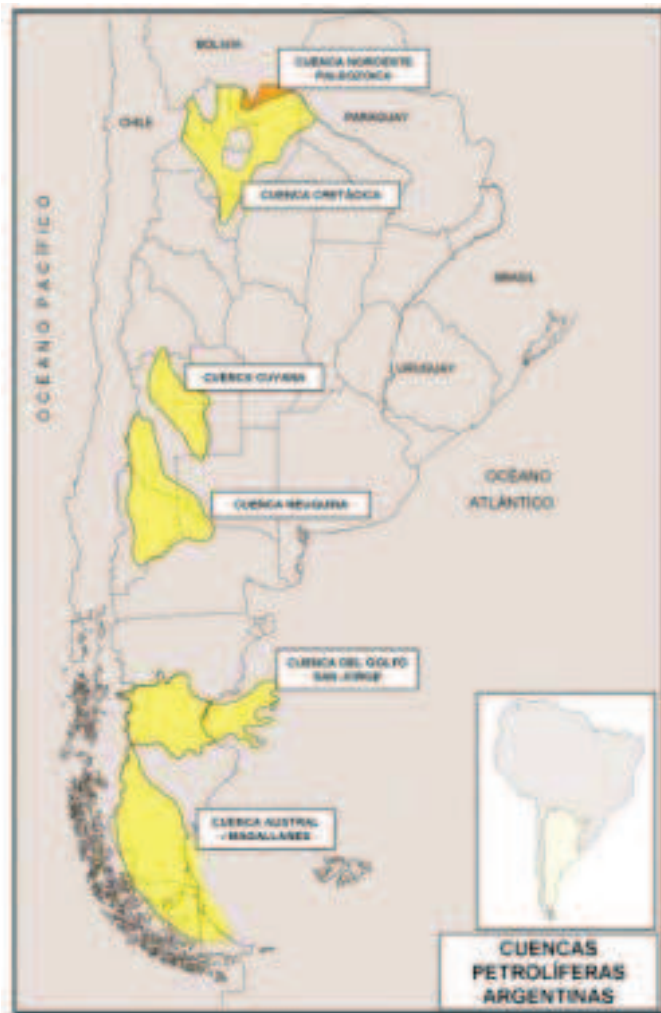 BOLIVIA
CUENCA NOROESTE
PALEOZOICA
CHILE
PARAGUAY
CUENCA CRETÁCICA
OCEANO PACÍFICO
BRASIL
CUENCA CUYANA
URUGUAY
OCÉANO
ATLÁNTICO
CUENCA NEUQUINA
CUENCA DEL GOLFO
SAN JORGE
CUENCA AUSTRAL
- MAGALLANES
CUENCAS
PETROLÍFERAS
ARGENTINAS